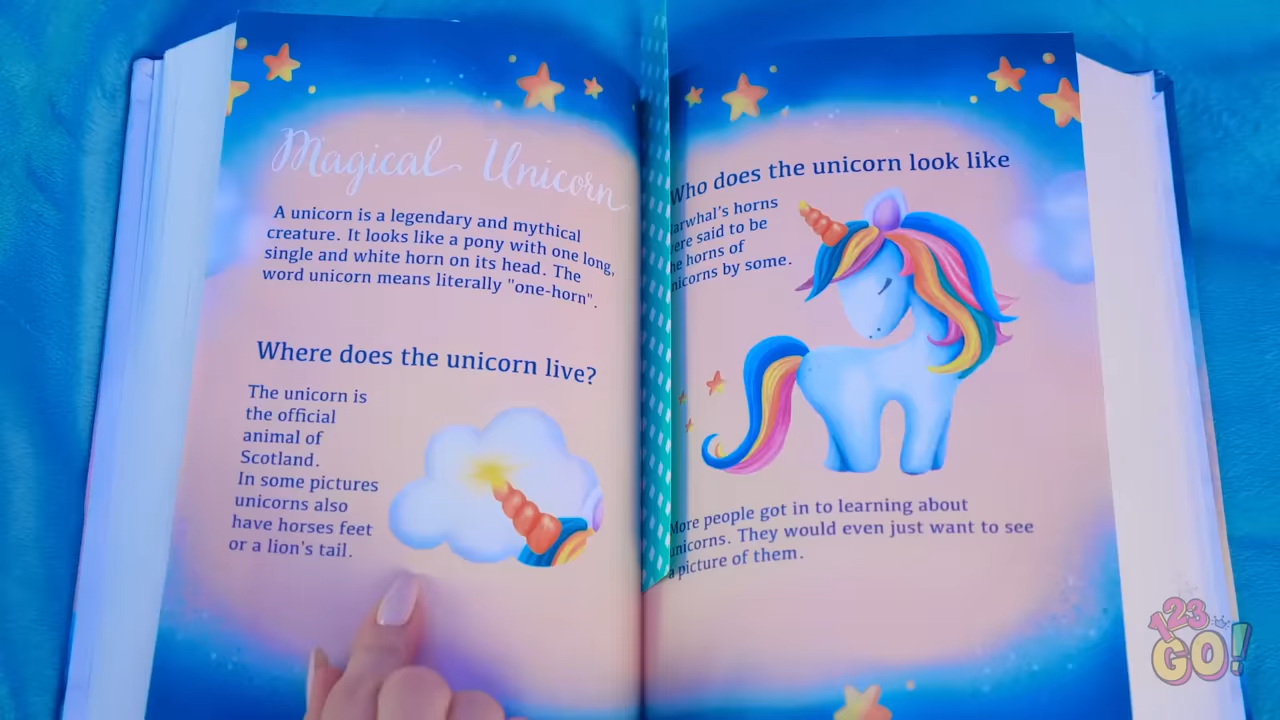 Magical Unicorn
A unicorn is a legendary and mythical
creature. It looks like a pony with one long,
single and white horn on its head. The
word unicorn means literally "one-horn".
Where does the unicorn live?
The unicorn is
the official
animal of
Scotland.
In some pictures
unicorns also
have horses feet
or a lion's tail.
Who does the unicorn look like
arwhal's horns
ere said to be
he horns of
nicorns by some.
More people got in to learning about
unicorns. They would even just want to see
a picture of them.
123
GO!